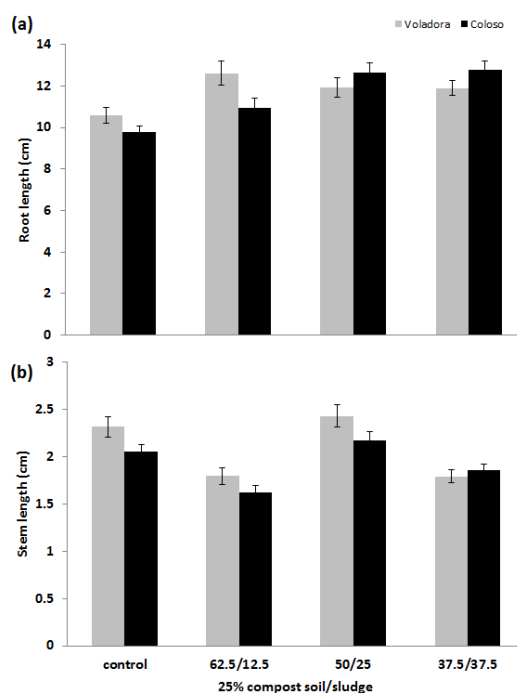 (a)
Voladora Coloso
14
12
10
8
6
4
2
0
Root length (cm)
(b)
3
2.5
2
1.5
1
0.5
0
Stem length (cm)
control 62.5/12.5 50/25 37.5/37.5
25% compost soil/sludge